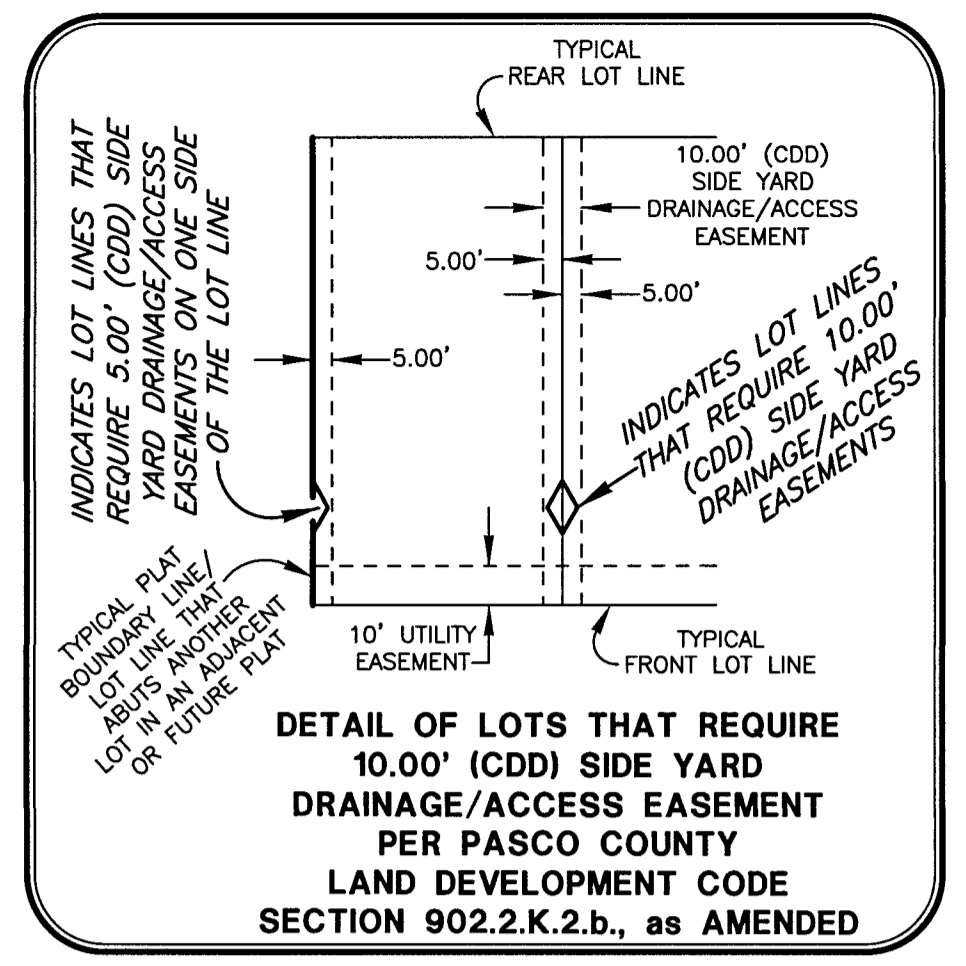 TYPICAL
REAR LOT LINE
INDICATES LOT LINES THAT
REQUIRE 5.00' (CDD) SIDE
YARD DRAINAGE/ACCESS
EASEMENTS ON ONE SIDE
OF THE LOT LINE
10.00' (CDD)
SIDE YARD
DRAINAGE/ACCESS
EASEMENT
5.00'
5.00'
5.00'
INDICATES LOT LINES
THAT REQUIRE 10.00'
(CDD) SIDE YARD
DRAINAGE/ACCESS
EASEMENTS
TYPICAL PLAT
BOUNDARY LINE/
LOT LINE THAT
ABUTS ANOTHER
LOT IN AN ADJACENT
OR FUTURE PLAT
10' UTILITY
EASEMENT
TYPICAL
FRONT LOT LINE
DETAIL OF LOTS THAT REQUIRE
10.00' (CDD) SIDE YARD
DRAINAGE/ACCESS EASEMENT
PER PASCO COUNTY
LAND DEVELOPMENT CODE
SECTION 902.2.K.2.b., as AMENDED